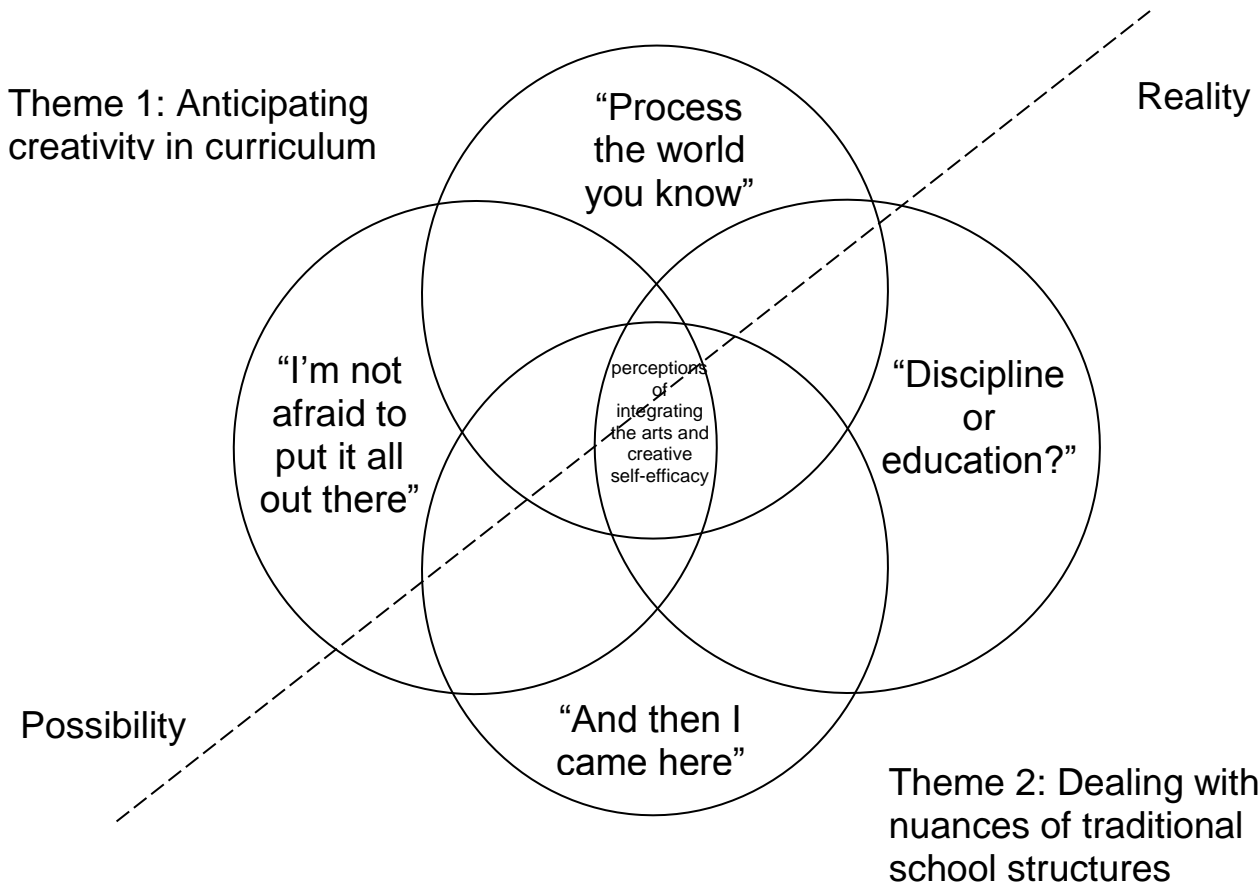 Theme 1: Anticipating
creativity in curriculum
“Process
the world
you know”
Reality
“I’m not
afraid to
put it all
out there”
perceptions
of
integrating
the arts and
creative
self-efficacy
“Discipline
or
education?”
Possibility
“And then I
came here”
Theme 2: Dealing with
nuances of traditional
school structures